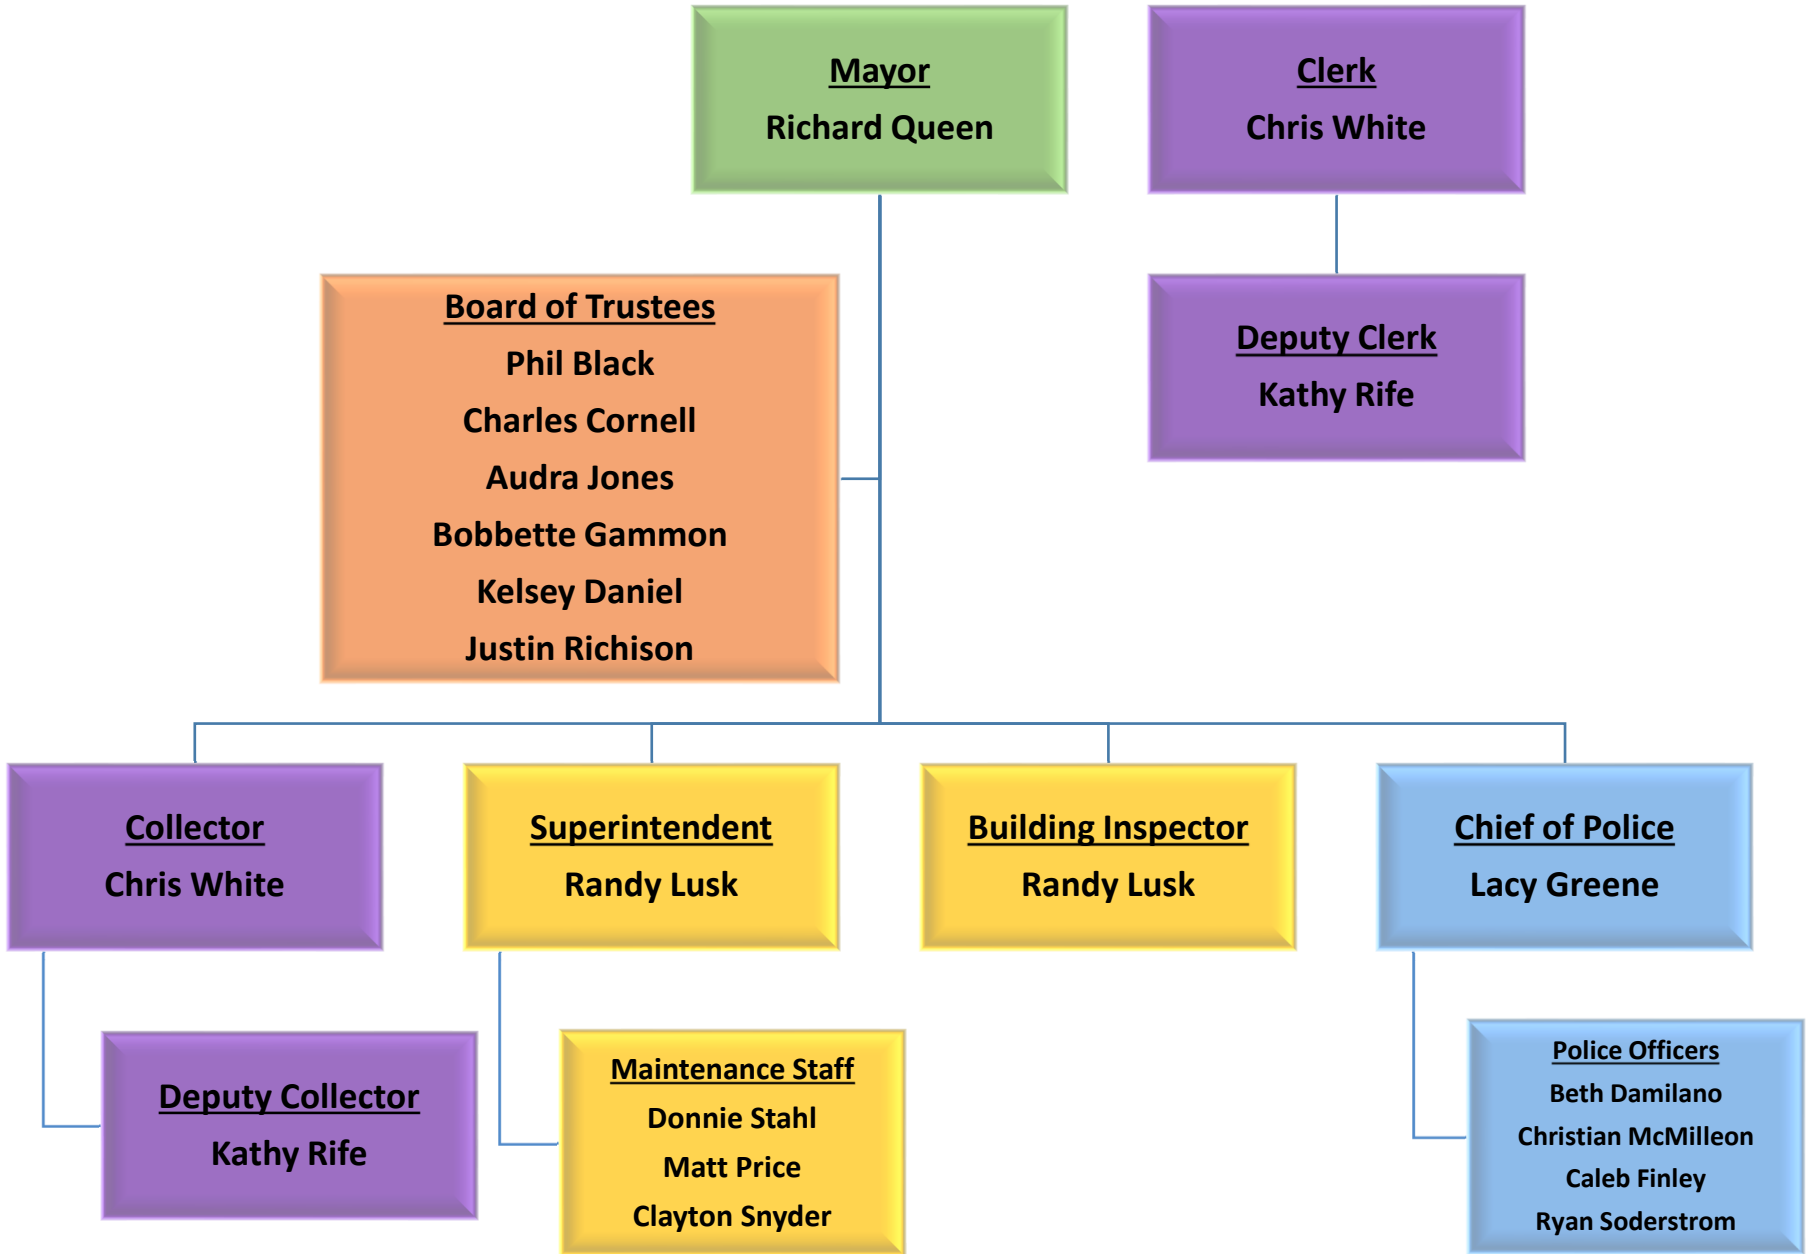 Mayor
Richard Queen
Clerk
Chris White
Board of Trustees
Phil Black
Charles Cornell
Audra Jones
Bobbette Gammon
Kelsey Daniel
Justin Richison
Deputy Clerk
Kathy Rife
Collector
Chris White
Superintendent
Randy Lusk
Building Inspector
Randy Lusk
Chief of Police
Lacy Greene
Deputy Collector
Kathy Rife
Maintenance Staff
Donnie Stahl
Matt Price
Clayton Snyder
Police Officers
Beth Damilano
Christian McMilleon
Caleb Finley
Ryan Soderstrom